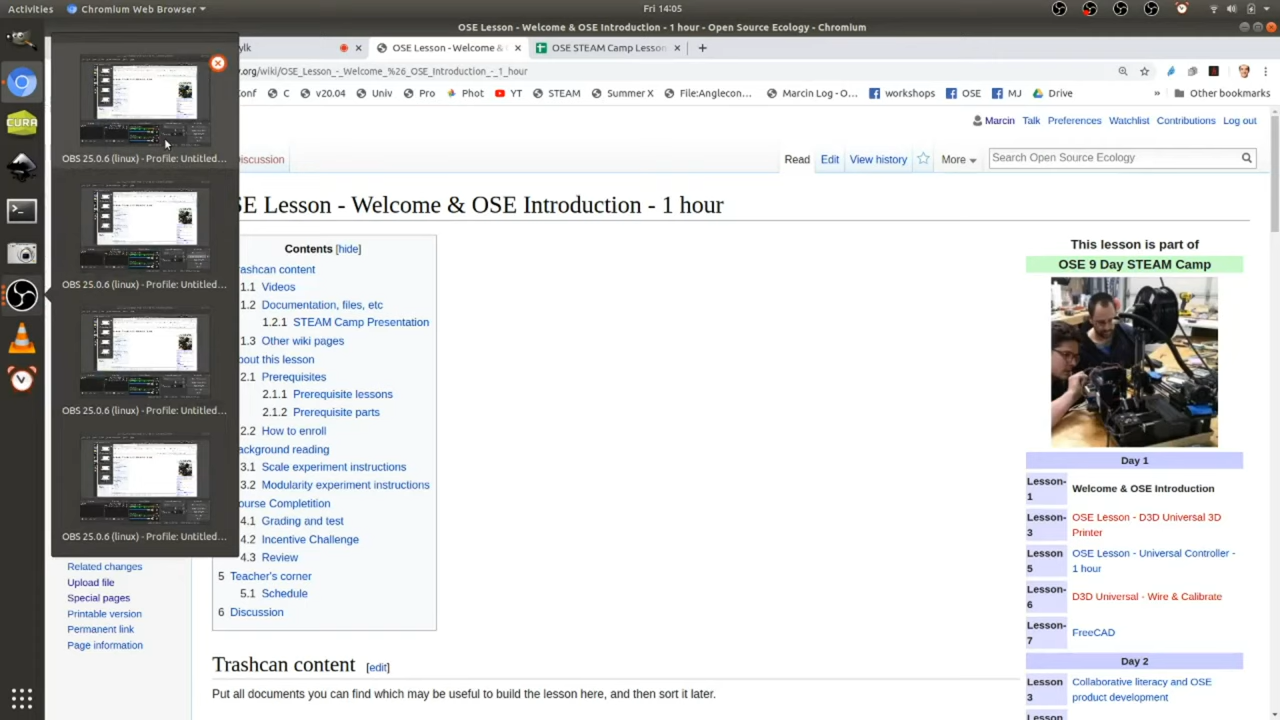 Activities
Chromium Web Browser
Fri 14:05
OSE Lesson - Welcome & OSE Introduction - 1 hour - Open Source Ecology - Chromium
ylk
OSE Lesson - Welcome &
OSE STEAM Camp Lesson
.org/wiki/OSE_Lesson_-_Welcome_%26_OSE_Introduction_-_1_hour
Conf
C
v20.04
Univ
Pro
Phot
YT
STEAM
Summer X
File:Anglecon...
Marcin Log - O...
workshops
OSE
MJ
Drive
»
Other bookmarks
Marcin
Talk
Preferences
Watchlist
Contributions
Log out
Discussion
Read
Edit
View history
More
Search Open Source Ecology
SE Lesson - Welcome & OSE Introduction - 1 hour
CURA
OBS 25.0.6 (linux) - Profile: Untitled...
OBS 25.0.6 (linux) - Profile: Untitled...
OBS 25.0.6 (linux) - Profile: Untitled...
OBS 25.0.6 (linux) - Profile: Untitled...
Contents [hide]
rashcan content
1.1 Videos
1.2 Documentation, files, etc
1.2.1 STEAM Camp Presentation
1.3 Other wiki pages
bout this lesson
2.1 Prerequisites
2.1.1 Prerequisite lessons
2.1.2 Prerequisite parts
2.2 How to enroll
ackground reading
3.1 Scale experiment instructions
3.2 Modularity experiment instructions
ourse Completition
4.1 Grading and test
4.2 Incentive Challenge
4.3 Review
5 Teacher's corner
5.1 Schedule
6 Discussion
Related changes
Upload file
Special pages
Printable version
Permanent link
Page information
Trashcan content [edit]
Put all documents you can find which may be useful to build the lesson here, and then sort it later.
This lesson is part of
OSE 9 Day STEAM Camp
Day 1
Lesson-1 Welcome & OSE Introduction
Lesson-3 OSE Lesson - D3D Universal 3D
Printer
Lesson 5 OSE Lesson - Universal Controller -
1 hour
Lesson-6 D3D Universal - Wire & Calibrate
Lesson-7 FreeCAD
Day 2
Lesson 3 Collaborative literacy and OSE
product development
Lesson